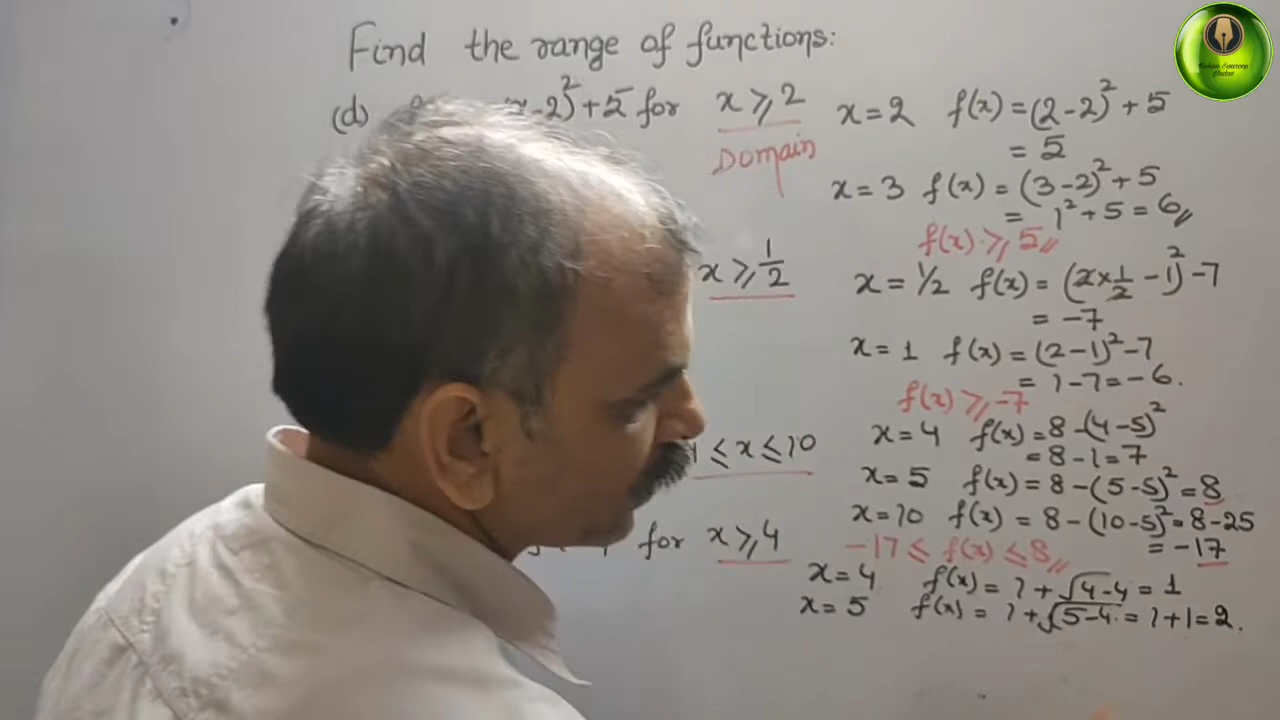 Find the range of functions:
(d) -2)²+5 for x ≥ 2
Domain
x ≥ 1/2
≤ x ≤ 10
for x ≥ 4
x = 2 f(x) = (2-2)² + 5
= 5
x = 3 f(x) = (3-2)² + 5
= 1² + 5 = 6
f(x) ≥ 5
x = 1/2 f(x) = (2×1/2 - 1)² - 7
= -7
x = 1 f(x) = (2-1)² - 7
= 1 - 7 = -6.
f(x) ≥ -7
x = 4 f(x) = 8 - (4-5)²
= 8 - 1 = 7
x = 5 f(x) = 8 - (5-5)² = 8
x = 10 f(x) = 8 - (10-5)² = 8 - 25
= -17
-17 ≤ f(x) ≤ 8
x = 4 f(x) = 1 + √4-4 = 1
x = 5 f(x) = 1 + √5-4 = 1 + 1 = 2.
Kishan Swaroop
Yadav